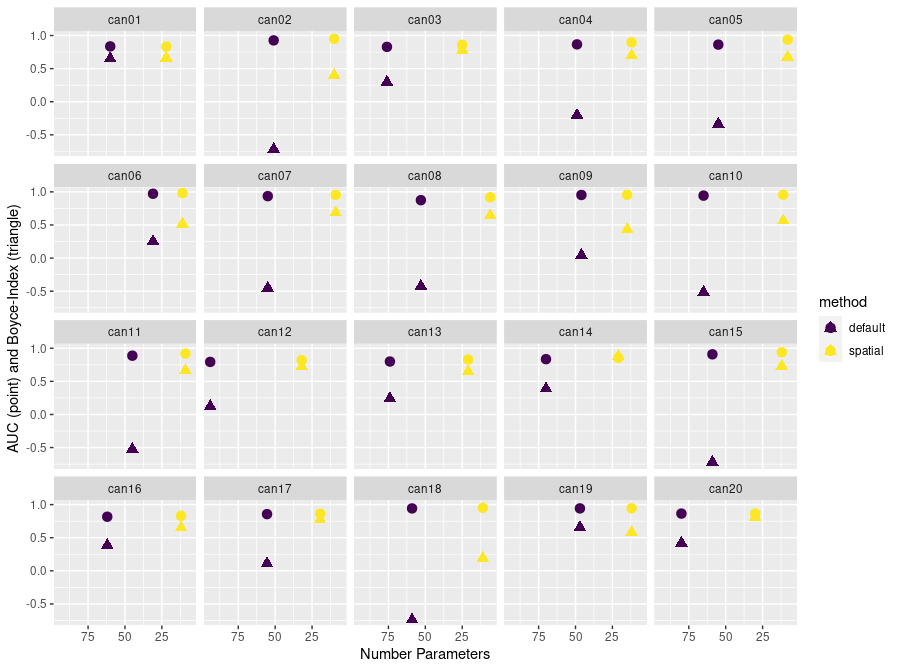 can01 can02 can03 can04 can05
1.0
0.5
0.0
-0.5
can06 can07 can08 can09 can10
1.0
0.5
0.0
-0.5
can11 can12 can13 can14 can15
1.0
0.5
0.0
-0.5
can16 can17 can18 can19 can20
1.0
0.5
0.0
-0.5
75 50 25 75 50 25 75 50 25 75 50 25 75 50 25
Number Parameters
AUC (point) and Boyce-Index (triangle)
method
default
spatial